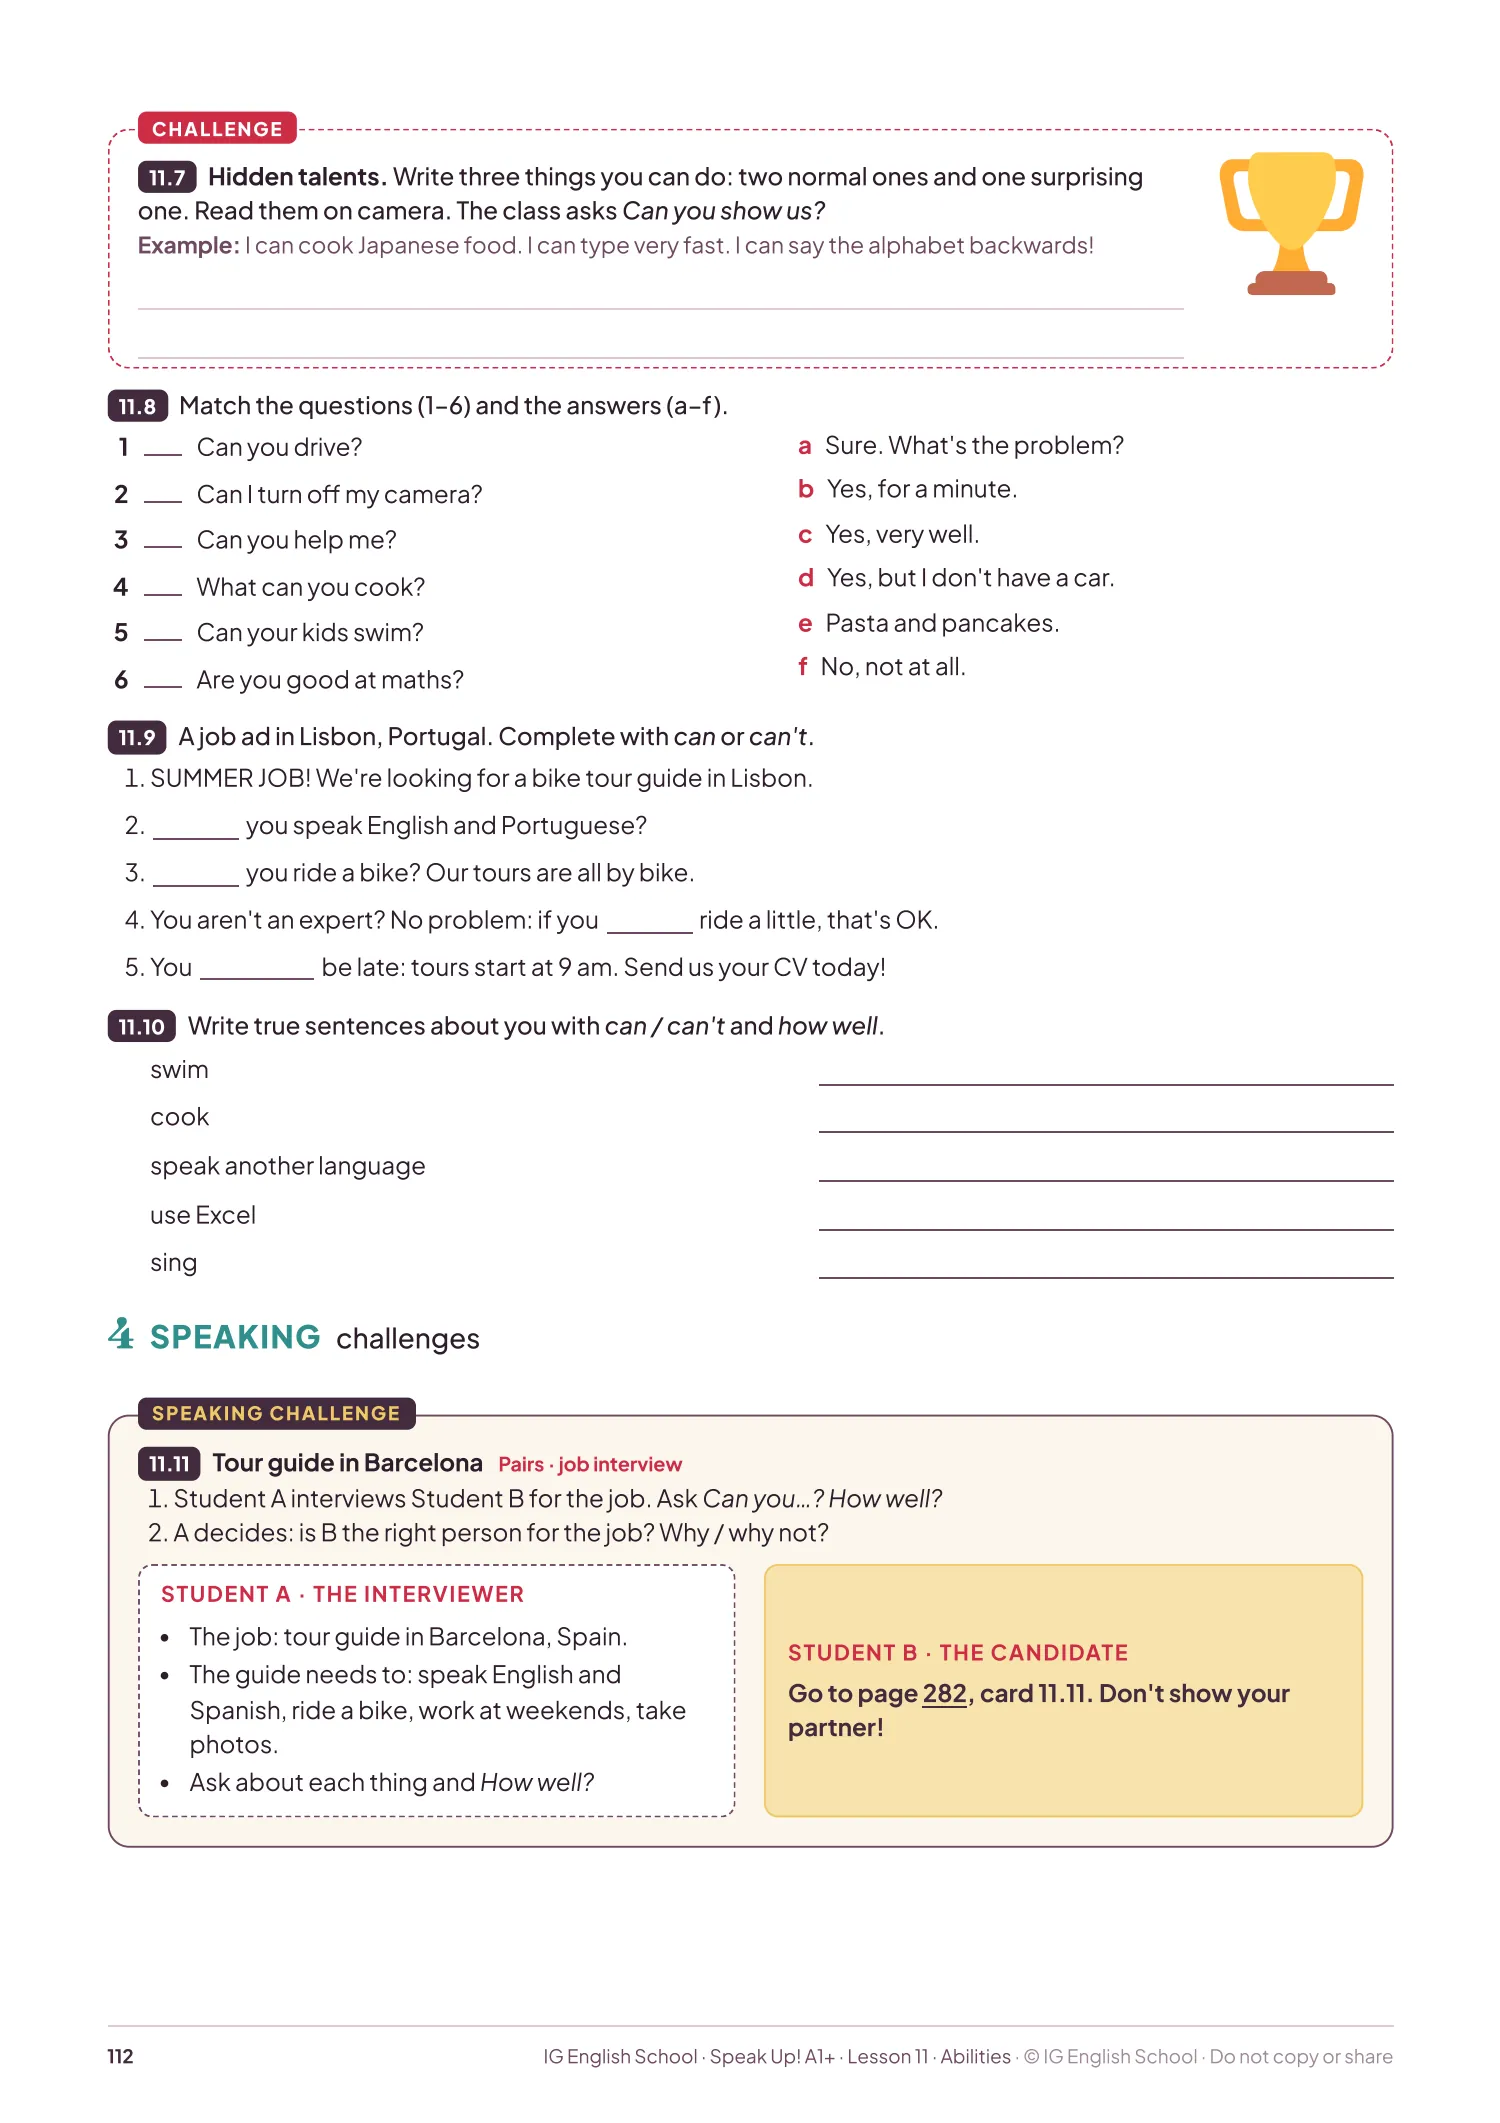 CHALLENGE
11.7 Hidden talents. Write three things you can do: two normal ones and one surprising
one. Read them on camera. The class asks Can you show us?
Example: I can cook Japanese food. I can type very fast. I can say the alphabet backwards!
11.8 Match the questions (1–6) and the answers (a–f).
1 ___ Can you drive?
2 ___ Can I turn off my camera?
3 ___ Can you help me?
4 ___ What can you cook?
5 ___ Can your kids swim?
6 ___ Are you good at maths?
a Sure. What's the problem?
b Yes, for a minute.
c Yes, very well.
d Yes, but I don't have a car.
e Pasta and pancakes.
f No, not at all.
11.9 A job ad in Lisbon, Portugal. Complete with can or can't.
1. SUMMER JOB! We're looking for a bike tour guide in Lisbon.
2. ______ you speak English and Portuguese?
3. ______ you ride a bike? Our tours are all by bike.
4. You aren't an expert? No problem: if you ______ ride a little, that's OK.
5. You ________ be late: tours start at 9 am. Send us your CV today!
11.10 Write true sentences about you with can / can't and how well.
swim
cook
speak another language
use Excel
sing
4 SPEAKING challenges
SPEAKING CHALLENGE
11.11 Tour guide in Barcelona Pairs · job interview
1. Student A interviews Student B for the job. Ask Can you...? How well?
2. A decides: is B the right person for the job? Why / why not?
STUDENT A · THE INTERVIEWER
• The job: tour guide in Barcelona, Spain.
• The guide needs to: speak English and
Spanish, ride a bike, work at weekends, take
photos.
• Ask about each thing and How well?
STUDENT B · THE CANDIDATE
Go to page 282, card 11.11. Don't show your
partner!
112
IG English School · Speak Up! A1+ · Lesson 11 · Abilities · © IG English School · Do not copy or share